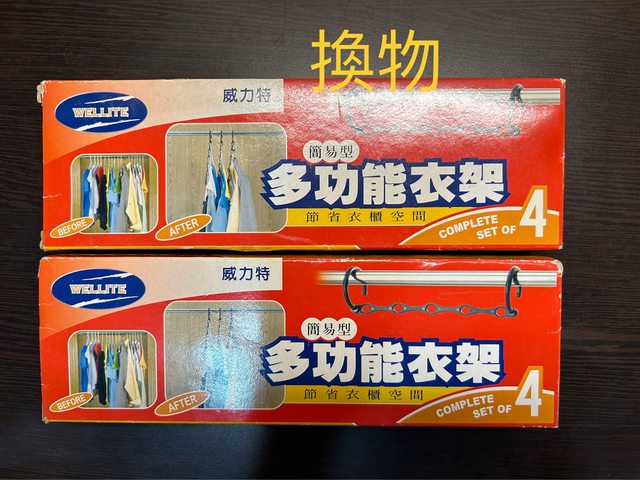 換物
WELLITE
威力特
簡易型
多功能衣架
節省衣櫃空間
BEFORE
AFTER
COMPLETE
SET OF 4
WELLITE
威力特
簡易型
多功能衣架
節省衣櫃空間
BEFORE
AFTER
COMPLETE
SET OF 4